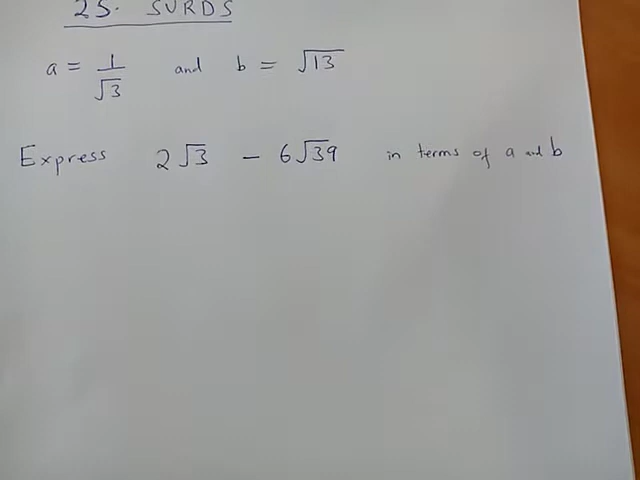 25. SURDS
a = 1/√3 and b = √13
Express 2√3 - 6√39 in terms of a and b